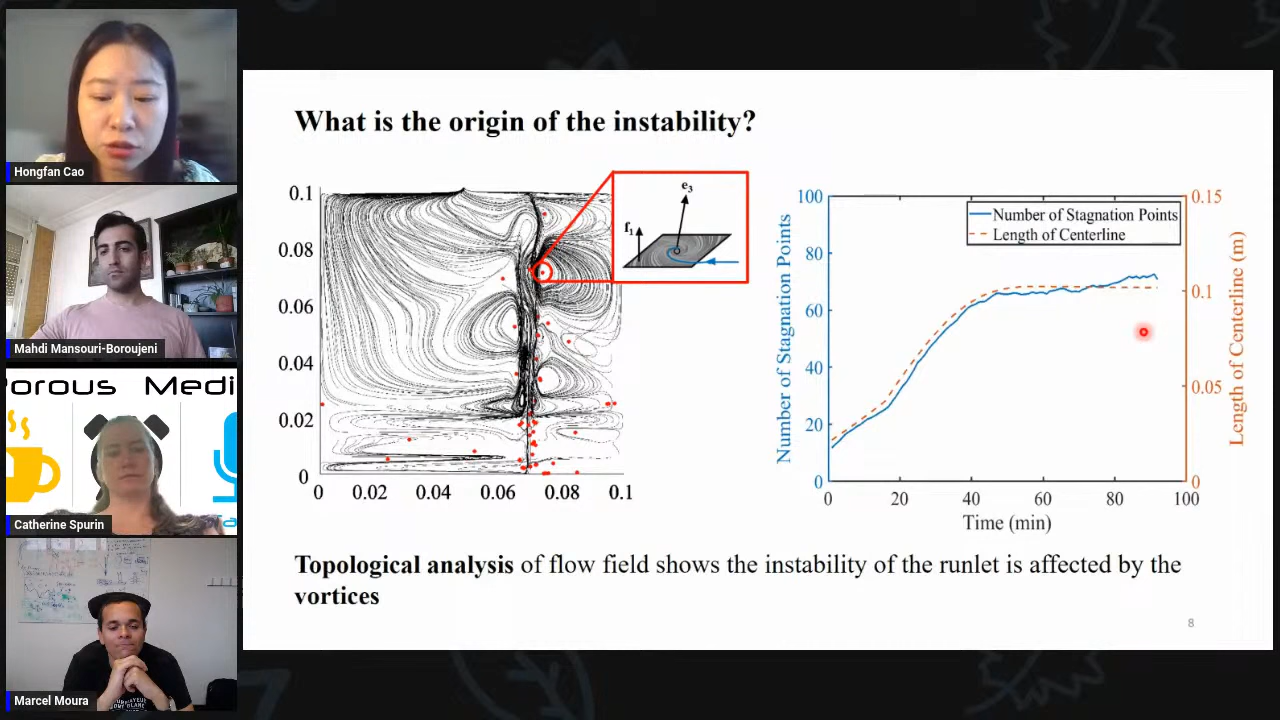 Hongfan Cao
Mahdi Mansouri-Boroujeni
Porous Medi
Ta
Catherine Spurin
Marcel Moura
What is the origin of the instability?
0.1
0.08
0.06
0.04
0.02
0
0 0.02 0.04 0.06 0.08 0.1
e3
f1
Number of Stagnation Points
100
80
60
40
20
0
Number of Stagnation Points
Length of Centerline
0.15
0.1
0.05
0
Length of Centerline (m)
0 20 40 60 80 100
Time (min)
Topological analysis of flow field shows the instability of the runlet is affected by the
vortices
8